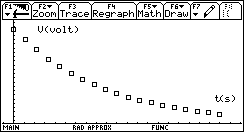 F1 F2 Zoom F3 Trace F4 Regraph F5 Math F6 Draw F7
V(volt)
t(s)
MAIN RAD APPROX FUNC